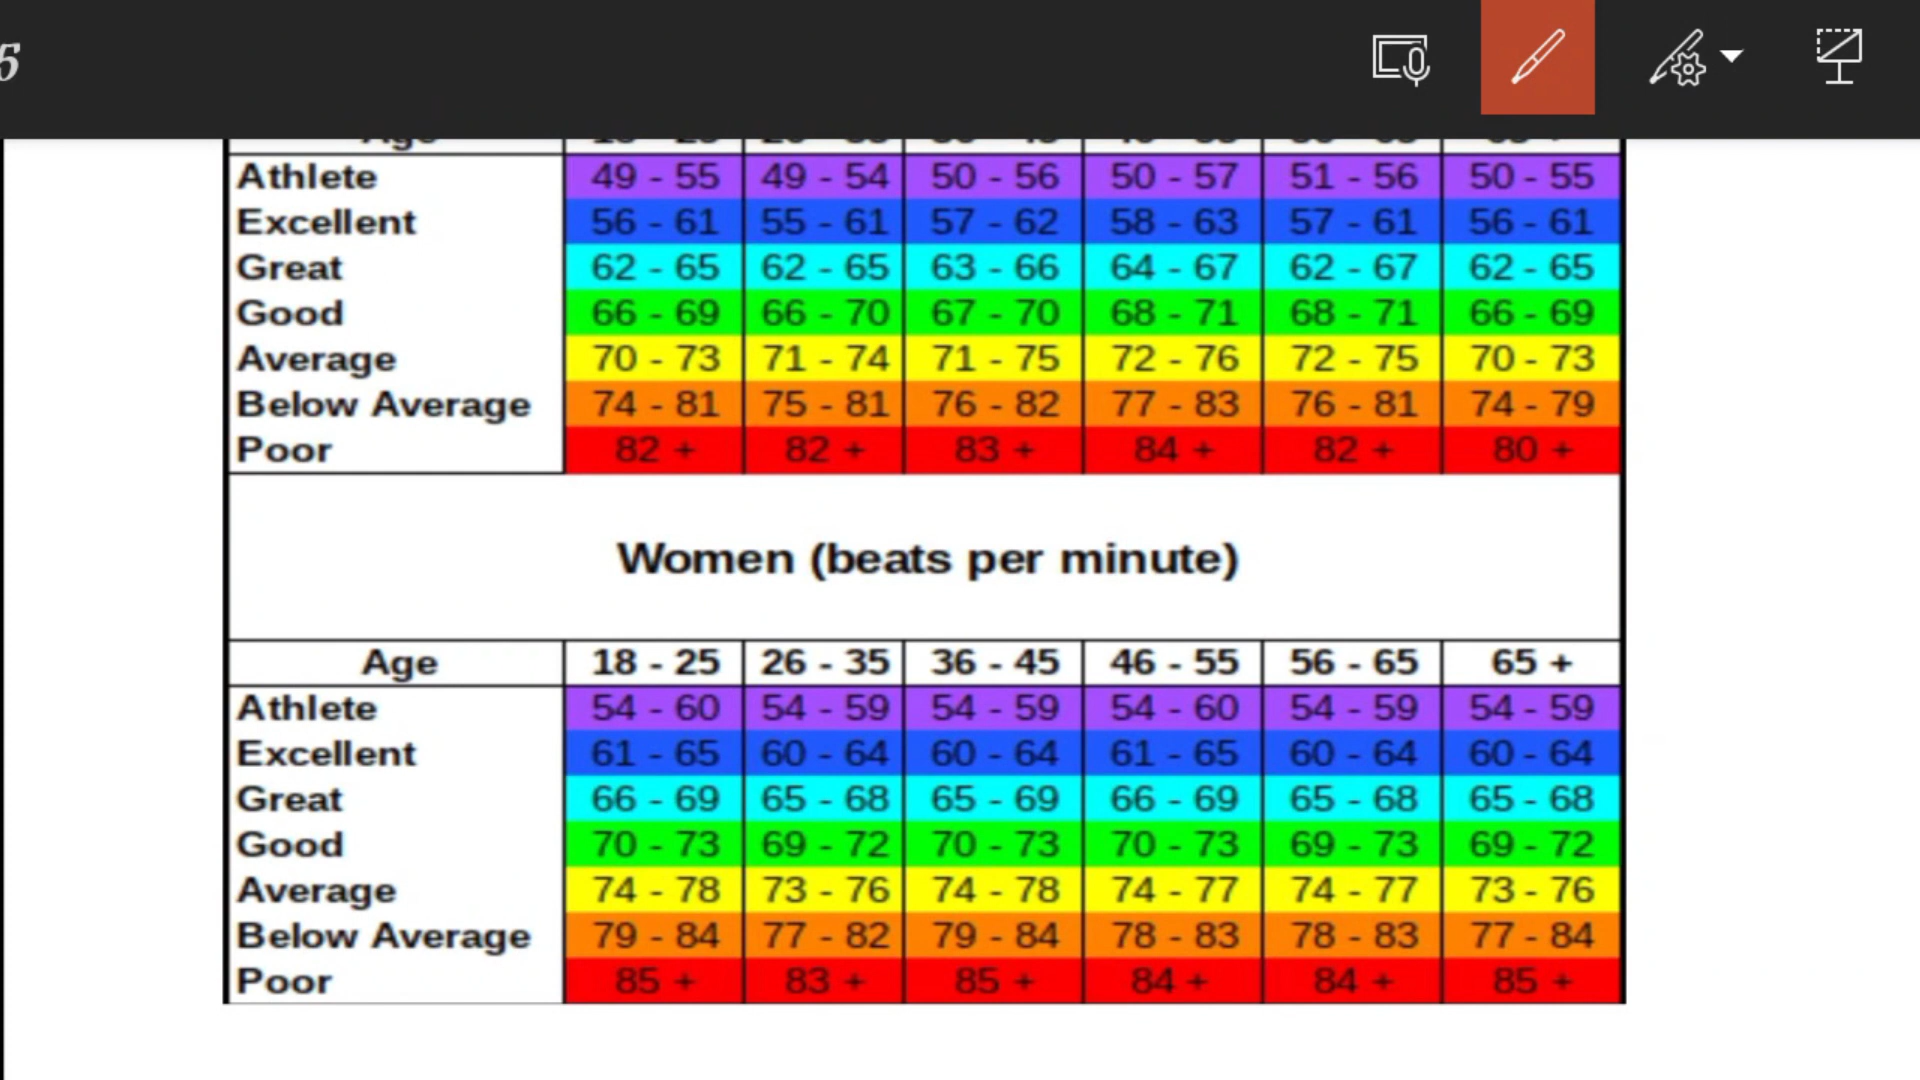 5
Age
Athlete 49 - 55 49 - 54 50 - 56 50 - 57 51 - 56 50 - 55
Excellent 56 - 61 55 - 61 57 - 62 58 - 63 57 - 61 56 - 61
Great 62 - 65 62 - 65 63 - 66 64 - 67 62 - 67 62 - 65
Good 66 - 69 66 - 70 67 - 70 68 - 71 68 - 71 66 - 69
Average 70 - 73 71 - 74 71 - 75 72 - 76 72 - 75 70 - 73
Below Average 74 - 81 75 - 81 76 - 82 77 - 83 76 - 81 74 - 79
Poor 82 + 82 + 83 + 84 + 82 + 80 +
Women (beats per minute)
Age 18 - 25 26 - 35 36 - 45 46 - 55 56 - 65 65 +
Athlete 54 - 60 54 - 59 54 - 59 54 - 60 54 - 59 54 - 59
Excellent 61 - 65 60 - 64 60 - 64 61 - 65 60 - 64 60 - 64
Great 66 - 69 65 - 68 65 - 69 66 - 69 65 - 68 65 - 68
Good 70 - 73 69 - 72 70 - 73 70 - 73 69 - 73 69 - 72
Average 74 - 78 73 - 76 74 - 78 74 - 77 74 - 77 73 - 76
Below Average 79 - 84 77 - 82 79 - 84 78 - 83 78 - 83 77 - 84
Poor 85 + 83 + 85 + 84 + 84 + 85 +